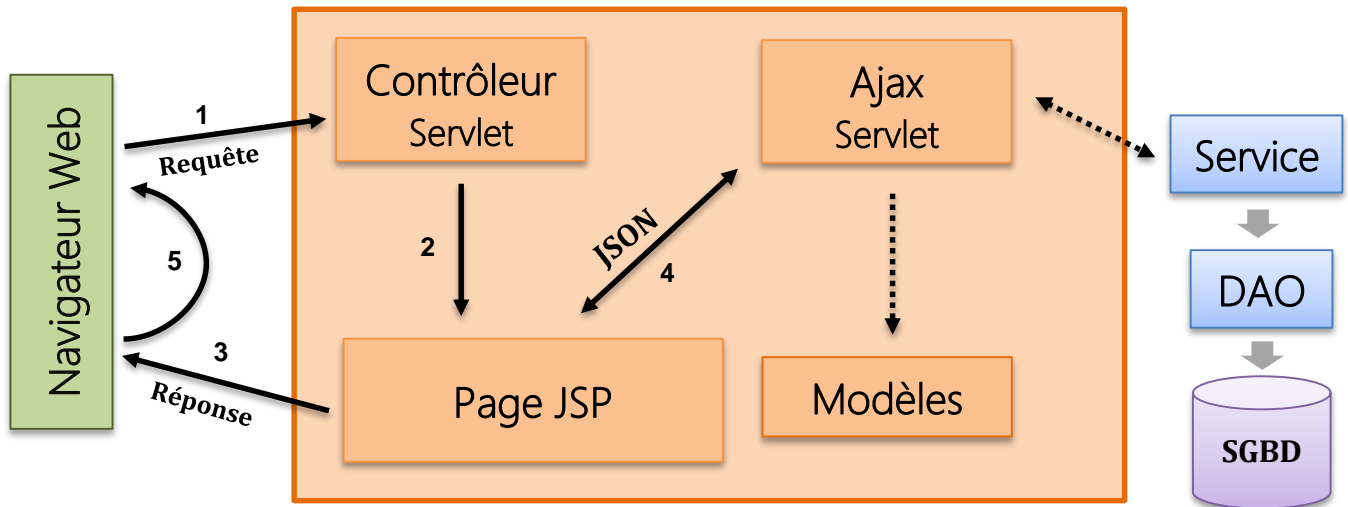 Navigateur Web
1
Requête
5
3
Réponse
Contrôleur
Servlet
2
Page JSP
JSON
4
Ajax
Servlet
Modèles
Service
DAO
SGBD